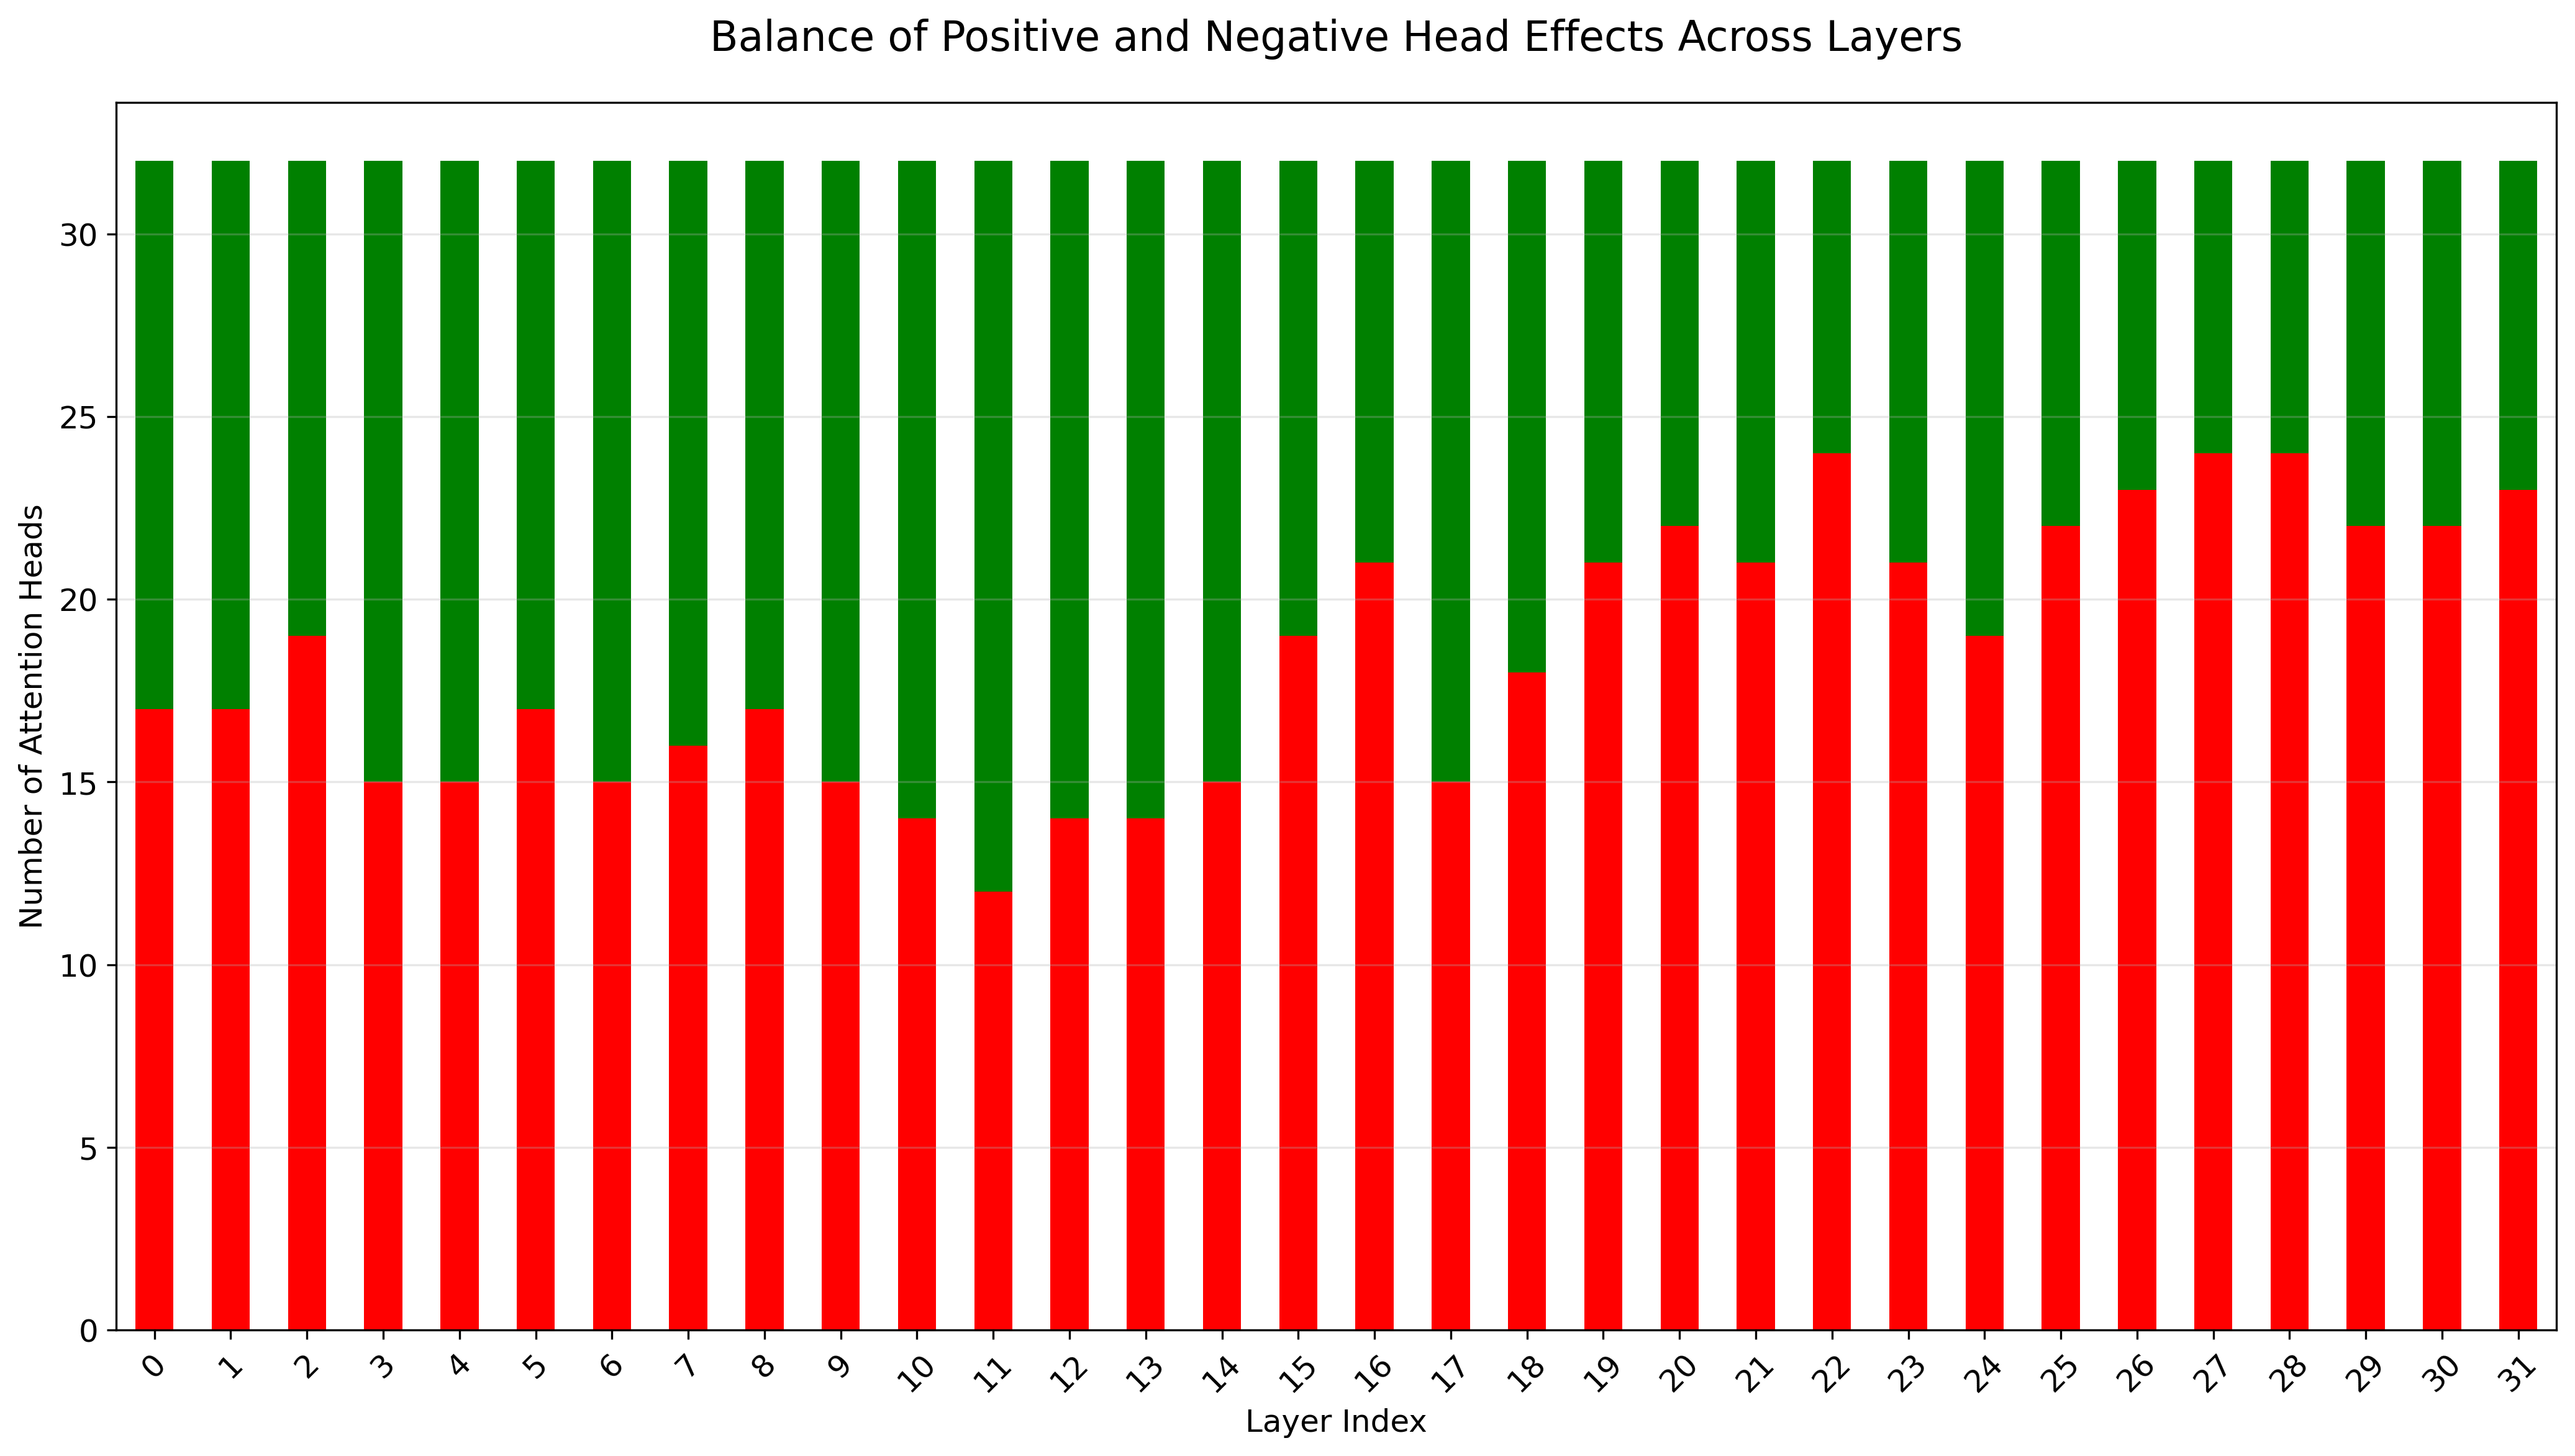 Balance of Positive and Negative Head Effects Across Layers
Number of Attention Heads
30
25
20
15
10
5
0
0 1 2 3 4 5 6 7 8 9 10 11 12 13 14 15 16 17 18 19 20 21 22 23 24 25 26 27 28 29 30 31
Layer Index